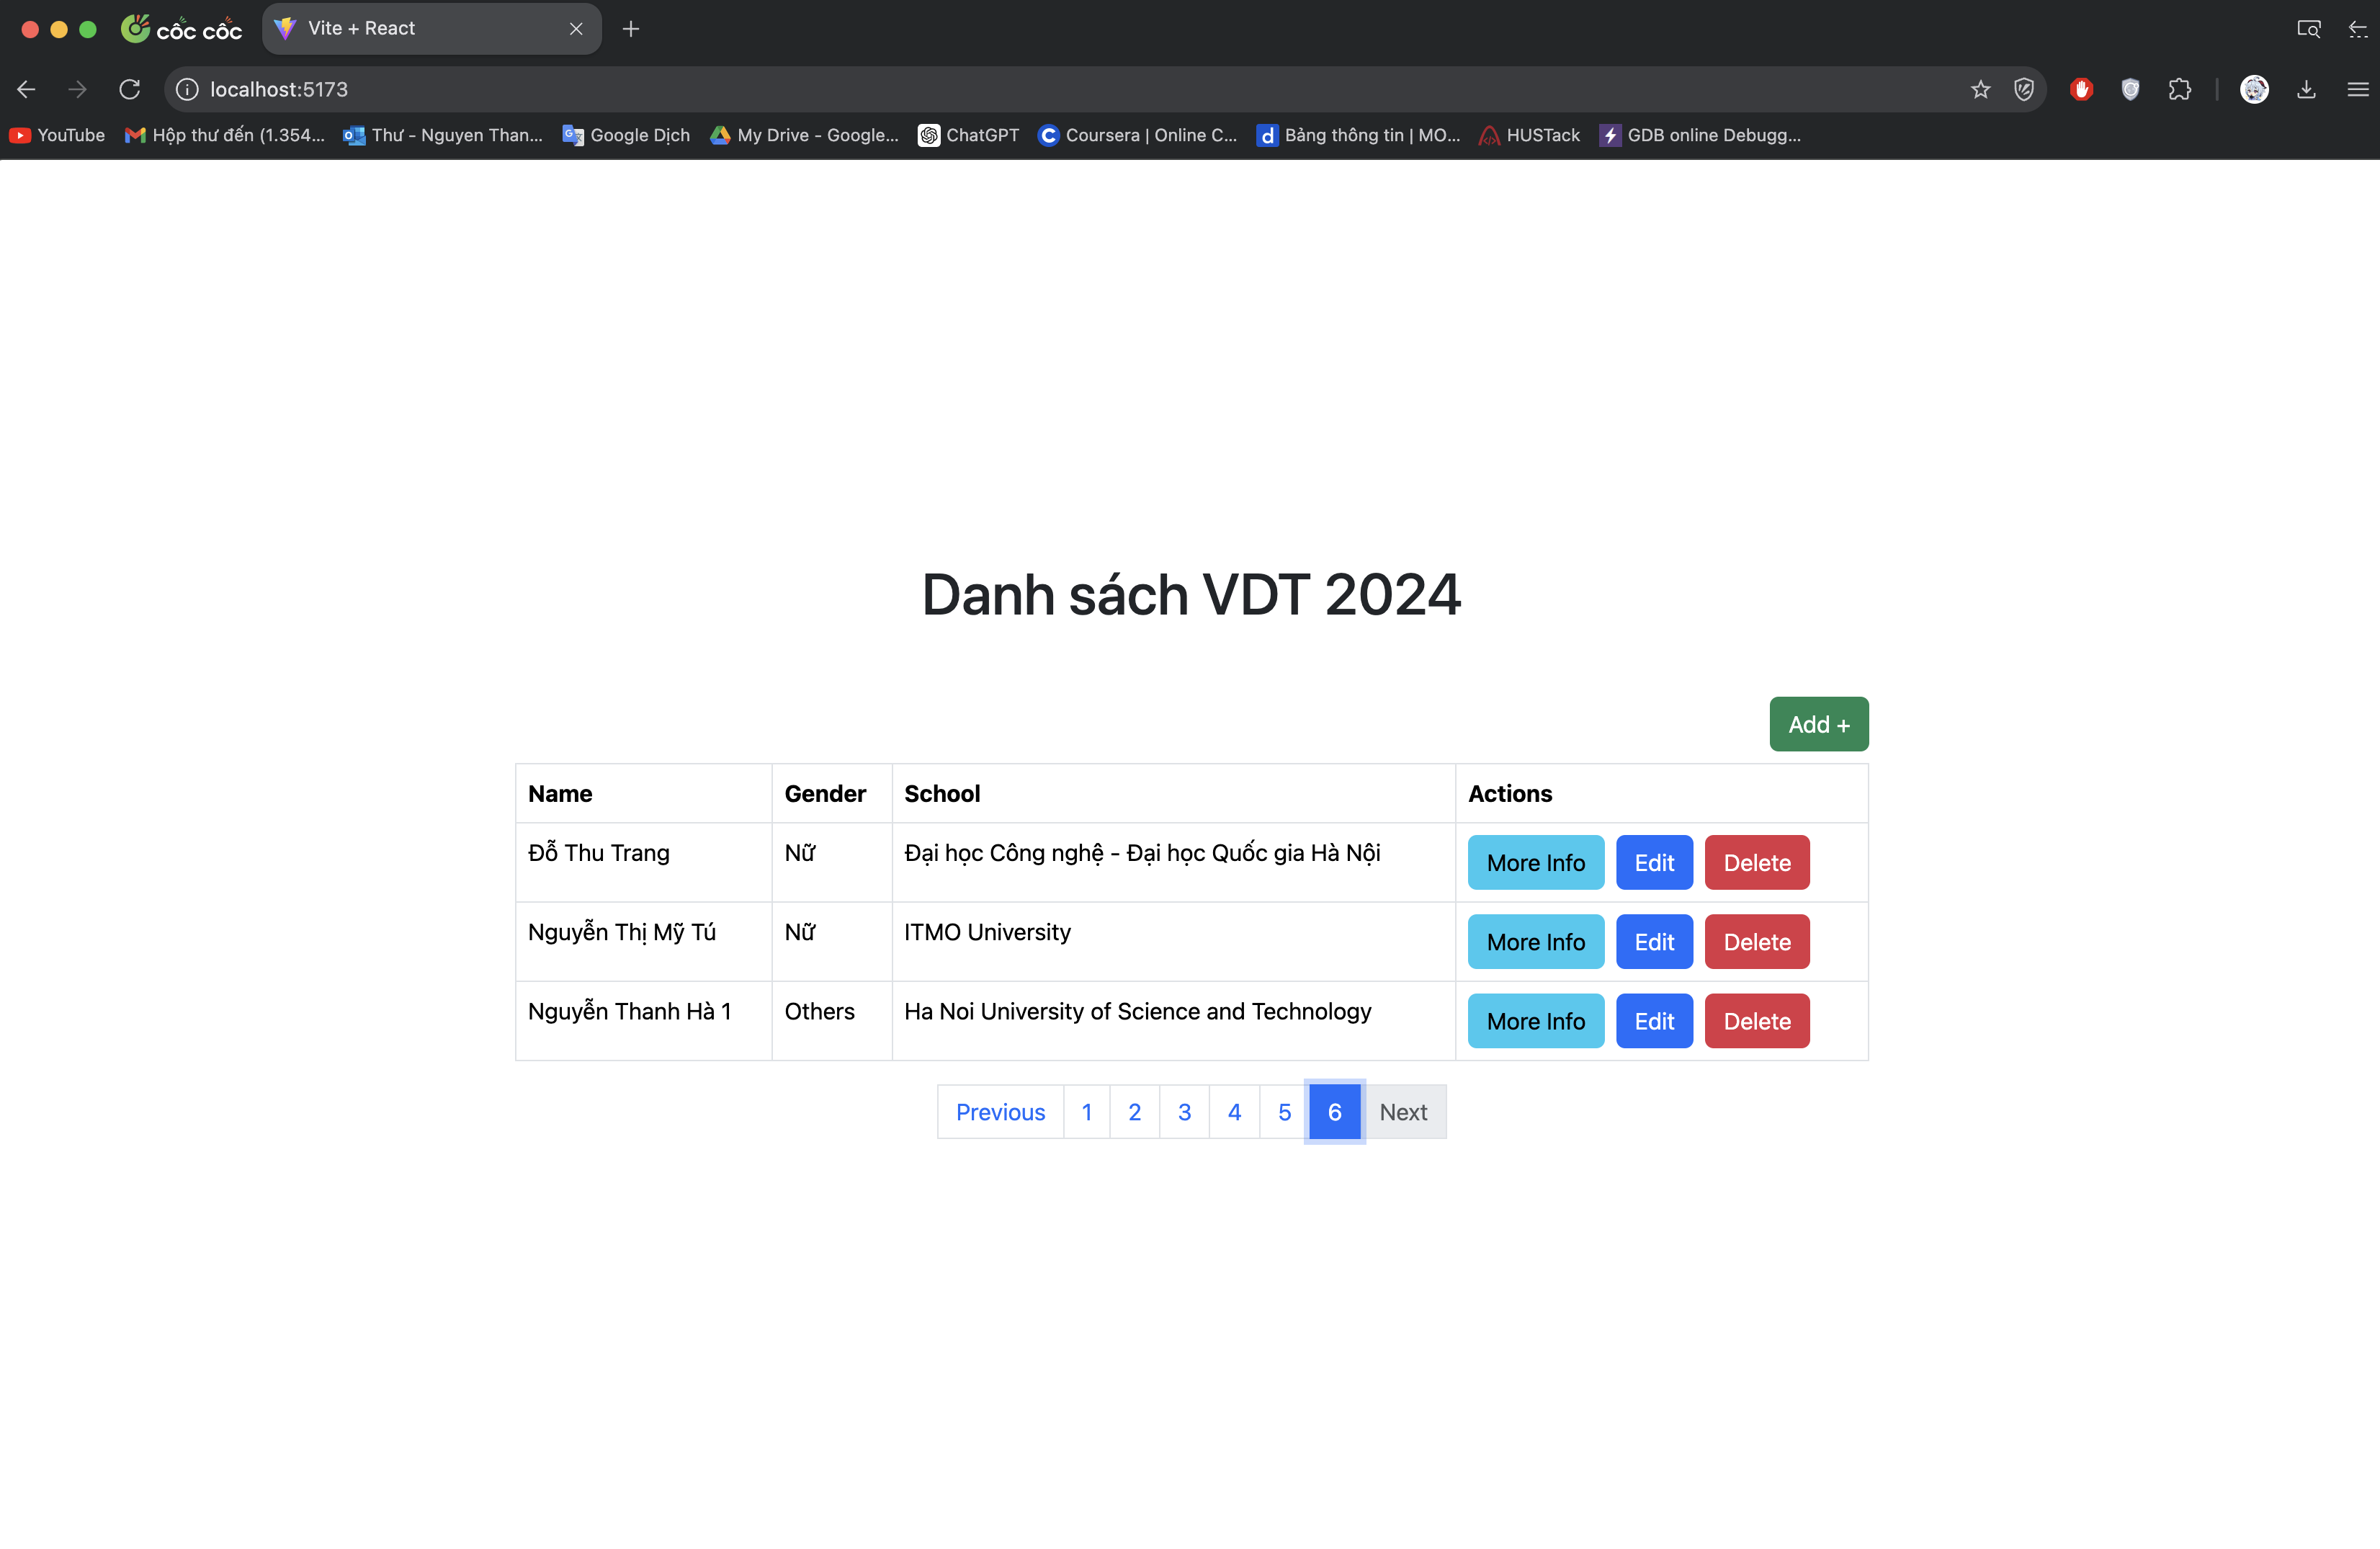 cốc cốc Vite + React
localhost:5173
YouTube Hộp thư đến (1.354... Thư - Nguyen Than... Google Dịch My Drive - Google... ChatGPT Coursera | Online C... Bảng thông tin | MO... HUSTack GDB online Debugg...
Danh sách VDT 2024
Add +
Name Gender School Actions
Đỗ Thu Trang Nữ Đại học Công nghệ - Đại học Quốc gia Hà Nội More Info Edit Delete
Nguyễn Thị Mỹ Tú Nữ ITMO University More Info Edit Delete
Nguyễn Thanh Hà 1 Others Ha Noi University of Science and Technology More Info Edit Delete
Previous 1 2 3 4 5 6 Next